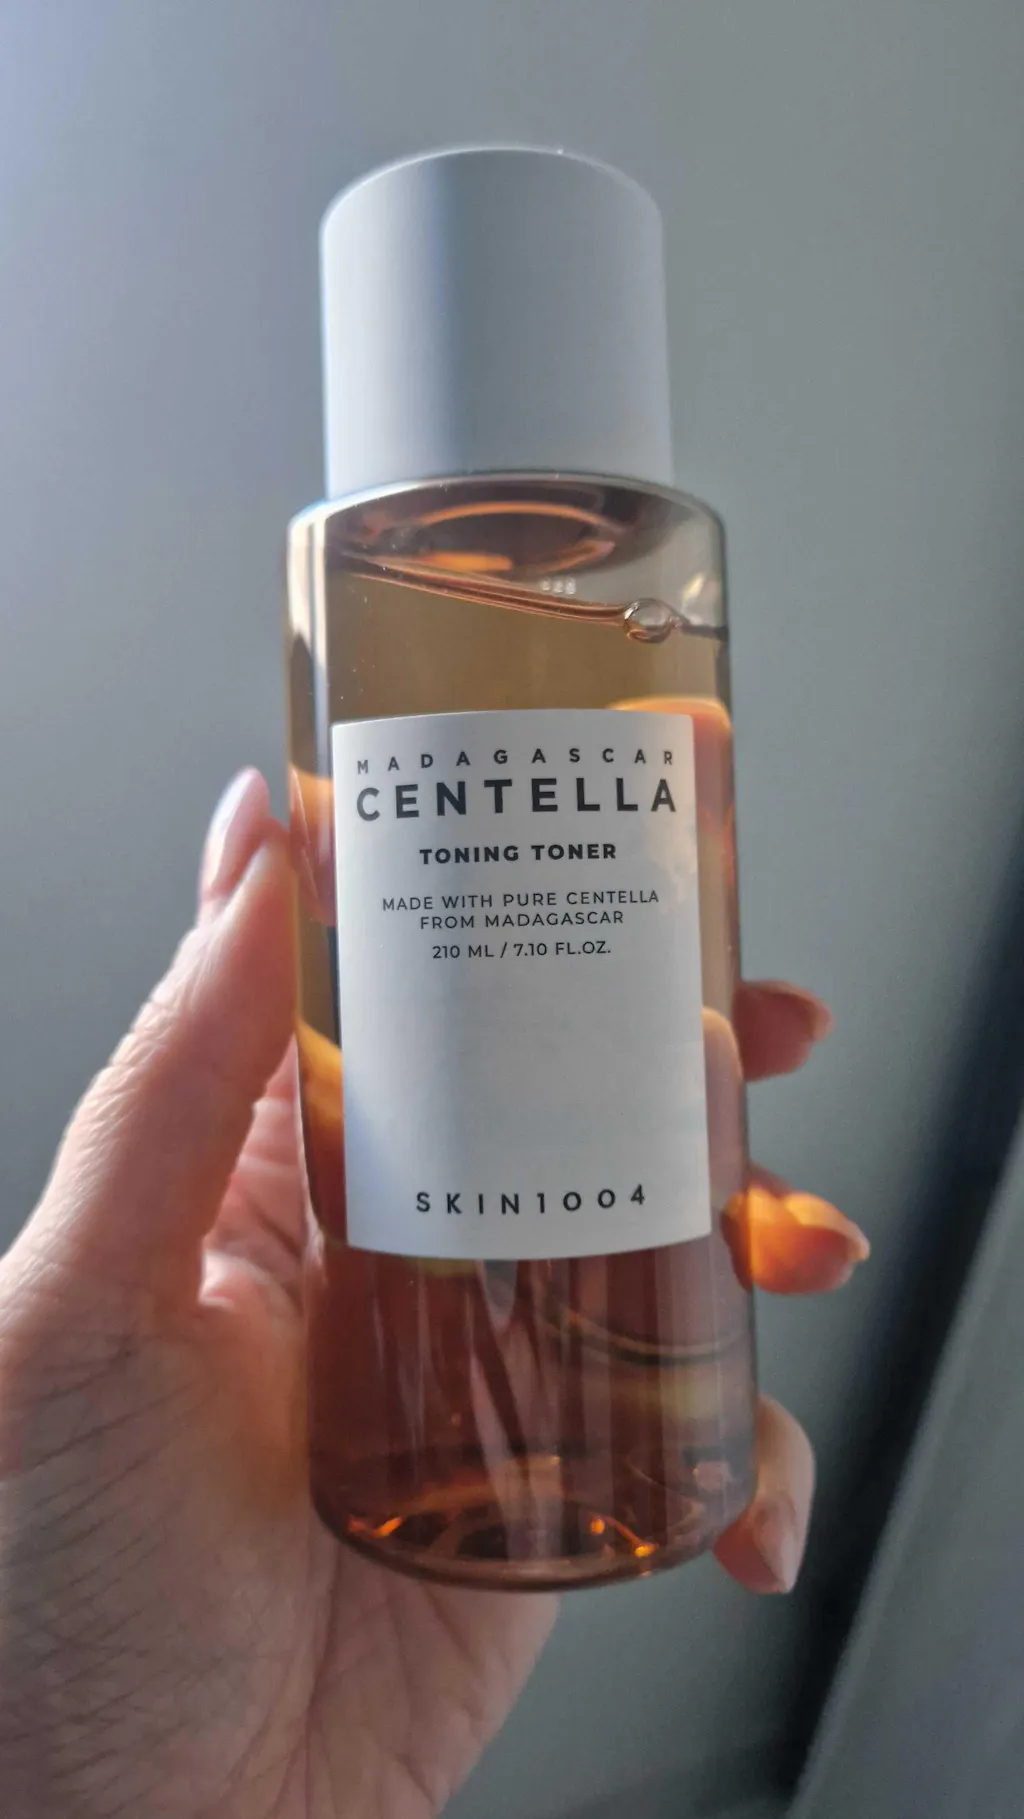 MADAGASCAR
CENTELLA
TONING TONER
MADE WITH PURE CENTELLA
FROM MADAGASCAR
210 ML / 7.10 FL.OZ.
SKIN1004